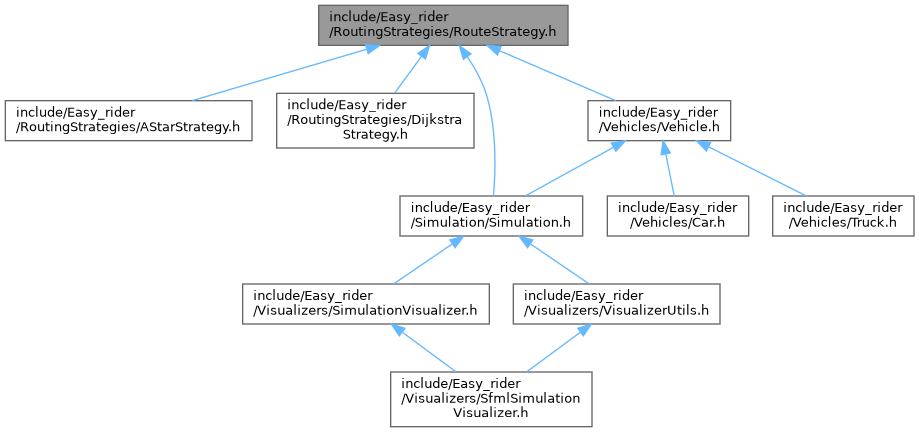 include/Easy_rider
/RoutingStrategies/RouteStrategy.h
include/Easy_rider
/RoutingStrategies/AStarStrategy.h
include/Easy_rider
/RoutingStrategies/Dijkstra
Strategy.h
include/Easy_rider
/Vehicles/Vehicle.h
include/Easy_rider
/Simulation/Simulation.h
include/Easy_rider
/Vehicles/Car.h
include/Easy_rider
/Vehicles/Truck.h
include/Easy_rider
/Visualizers/SimulationVisualizer.h
include/Easy_rider
/Visualizers/VisualizerUtils.h
include/Easy_rider
/Visualizers/SfmlSimulation
Visualizer.h